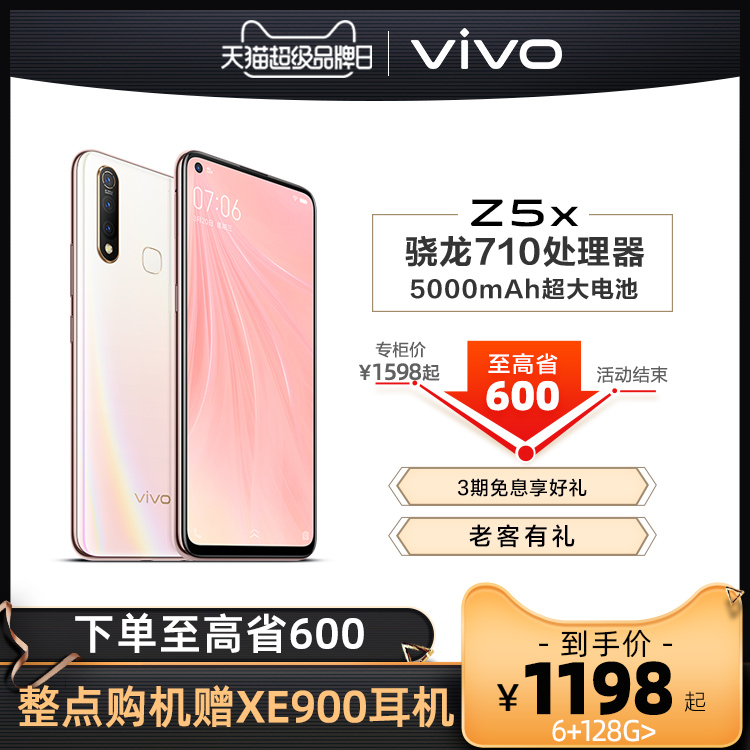 天猫超级品牌日
vivo
07:06
Z5x
骁龙710处理器
5000mAh超大电池
专柜价
¥1598起
至高省
600
活动结束
3期免息享好礼
老客有礼
vivo
下单至高省600
整点购机赠XE900耳机
- 到手价 -
¥1198起
6+128G>